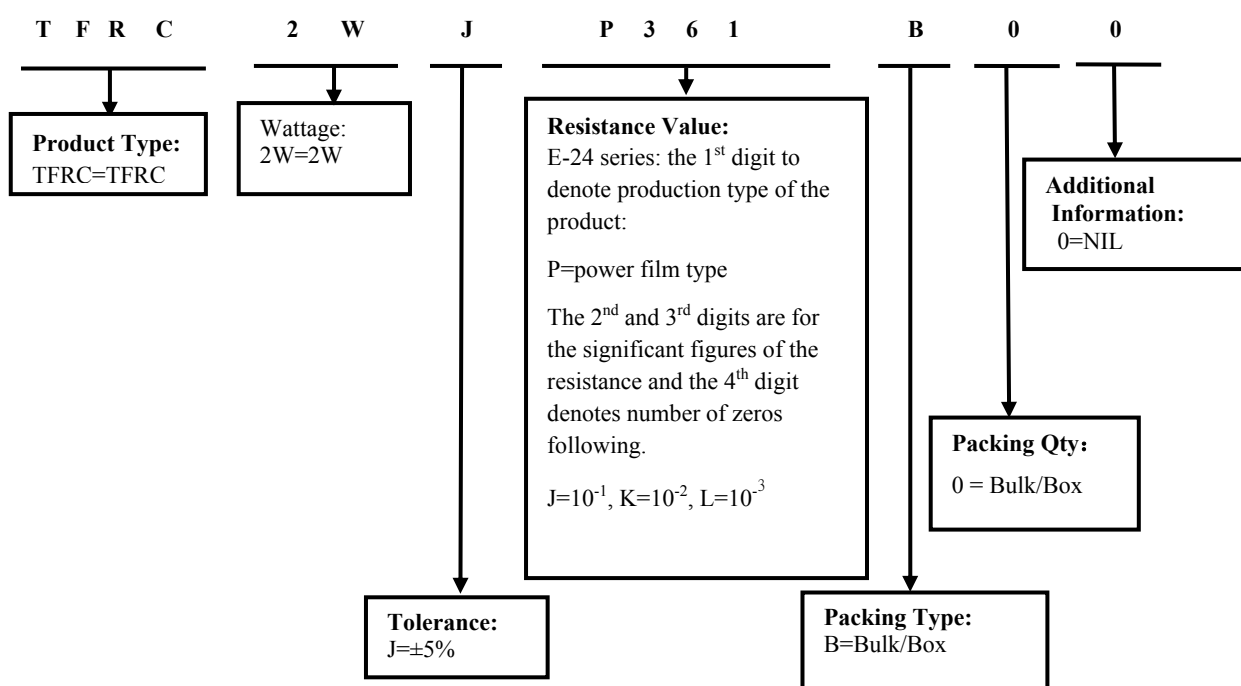 T F R C 2 W J P 3 6 1 B 0 0
Product Type:
TFRC=TFRC
Wattage:
2W=2W
Resistance Value:
E-24 series: the 1st digit to
denote production type of the
product:
P=power film type
The 2nd and 3rd digits are for
the significant figures of the
resistance and the 4th digit
denotes number of zeros
following.
J=10-1, K=10-2, L=10-3
Additional
Information:
0=NIL
Packing Qty：
0 = Bulk/Box
Tolerance:
J=±5%
Packing Type:
B=Bulk/Box